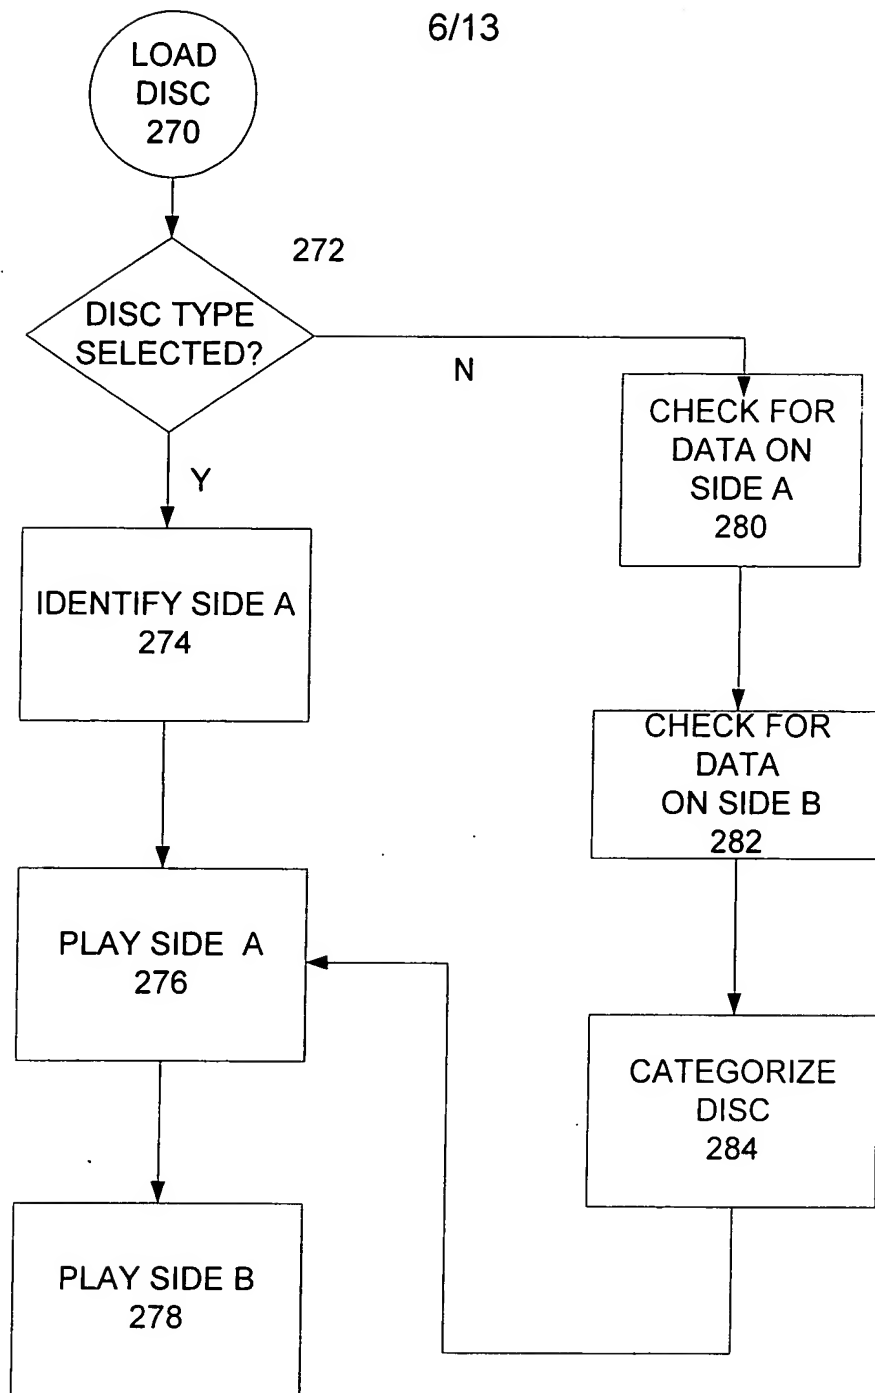 6/13
LOAD
DISC
270
272
DISC TYPE
SELECTED?
N
Y
CHECK FOR
DATA ON
SIDE A
280
IDENTIFY SIDE A
274
CHECK FOR
DATA
ON SIDE B
282
PLAY SIDE A
276
CATEGORIZE
DISC
284
PLAY SIDE B
278